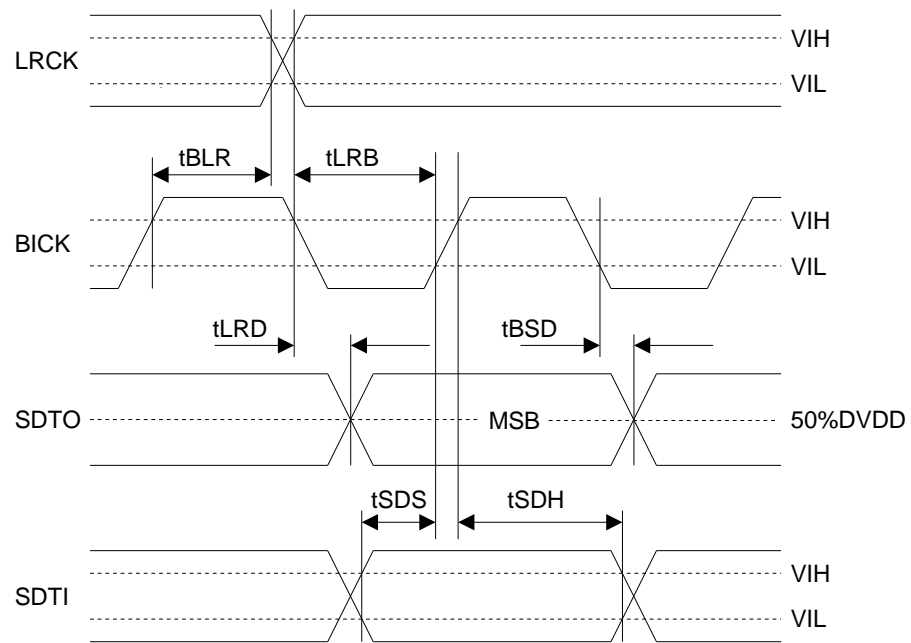 LRCK
VIH
VIL
tBLR
tLRB
BICK
VIH
VIL
tLRD
tBSD
SDTO
MSB
50%DVDD
tSDS
tSDH
SDTI
VIH
VIL